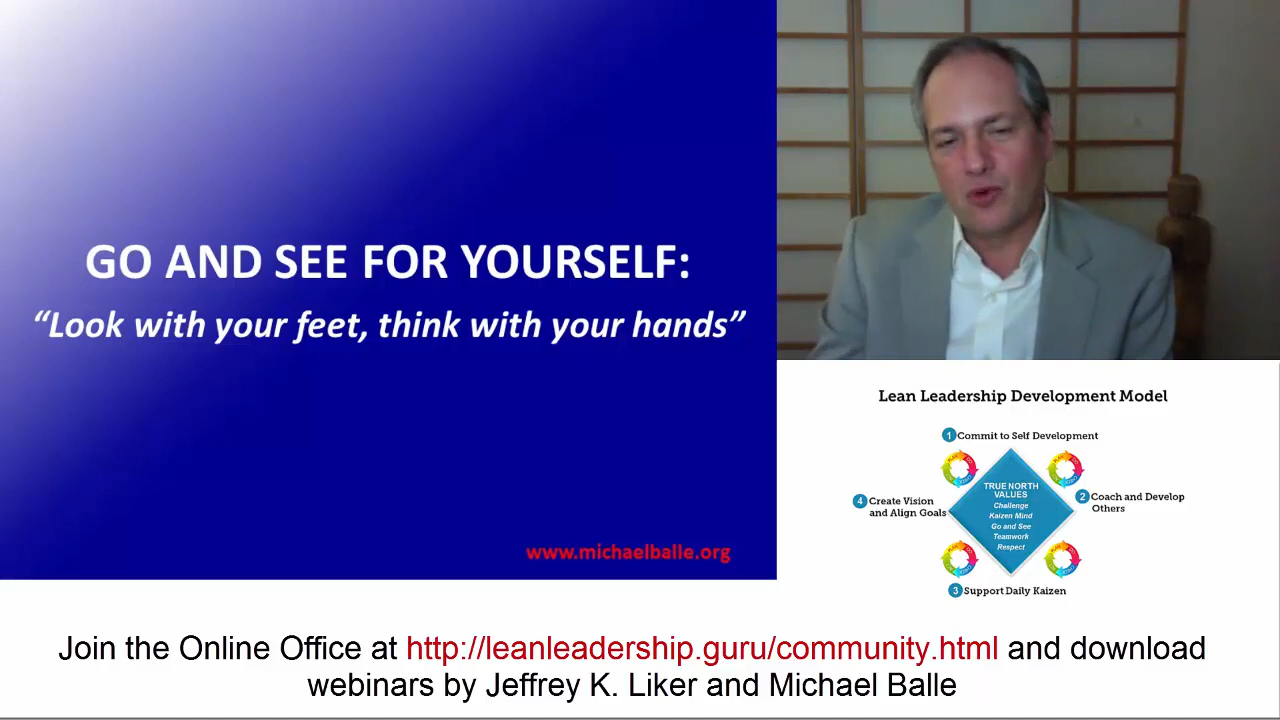 GO AND SEE FOR YOURSELF:
“Look with your feet, think with your hands”
www.michaelballe.org
Lean Leadership Development Model
1 Commit to Self Development
TRUE NORTH
VALUES
Challenge
Kaizen Mind
Go and See
Teamwork
Respect
2 Coach and Develop
Others
4 Create Vision
and Align Goals
3 Support Daily Kaizen
Join the Online Office at http://leanleadership.guru/community.html and download
webinars by Jeffrey K. Liker and Michael Balle